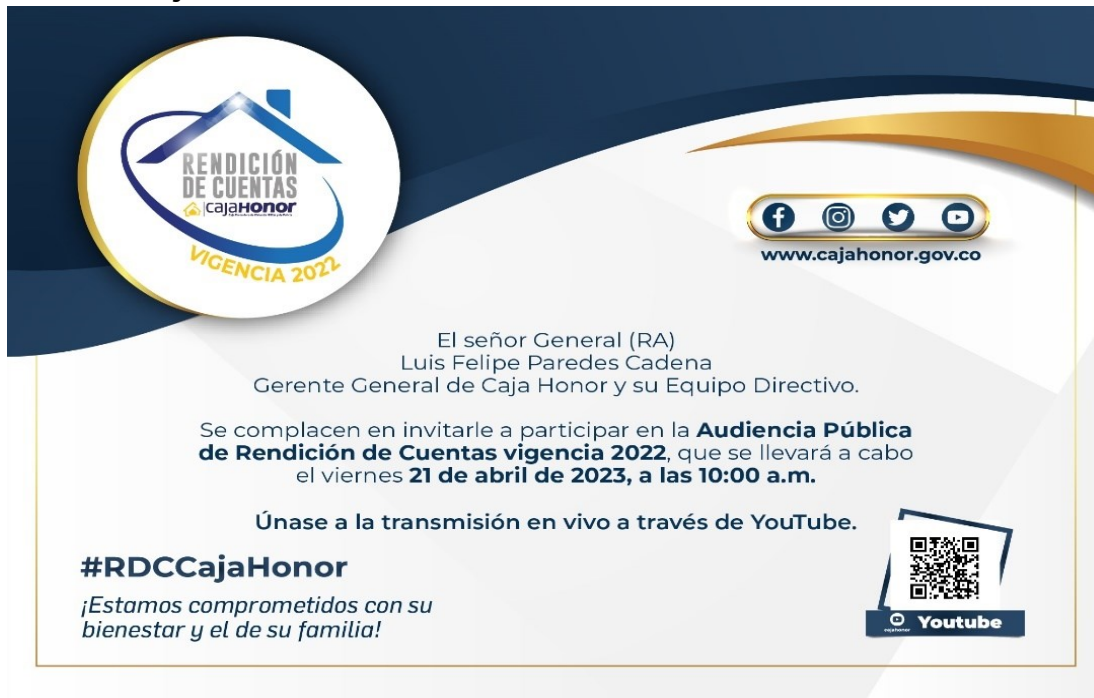 RENDICIÓN
DE CUENTAS
cajaHONOR
VIGENCIA 2022
www.cajahonor.gov.co
El señor General (RA)
Luis Felipe Paredes Cadena
Gerente General de Caja Honor y su Equipo Directivo.
Se complacen en invitarle a participar en la Audiencia Pública
de Rendición de Cuentas vigencia 2022, que se llevará a cabo
el viernes 21 de abril de 2023, a las 10:00 a.m.
Únase a la transmisión en vivo a través de YouTube.
#RDCCajaHonor
¡Estamos comprometidos con su
bienestar y el de su familia!
cajahonor
Youtube